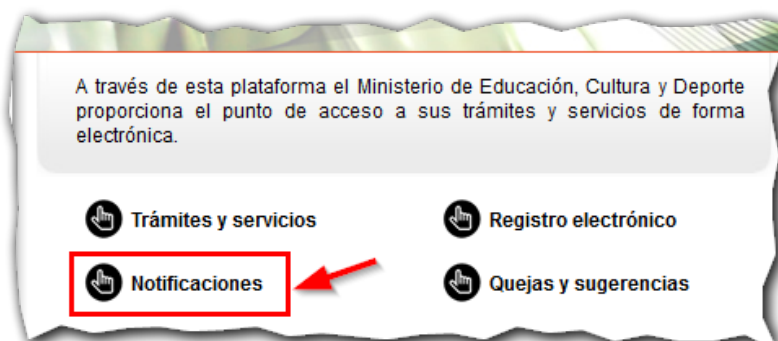 A través de esta plataforma el Ministerio de Educación, Cultura y Deporte
proporciona el punto de acceso a sus trámites y servicios de forma
electrónica.
Trámites y servicios
Registro electrónico
Notificaciones
Quejas y sugerencias